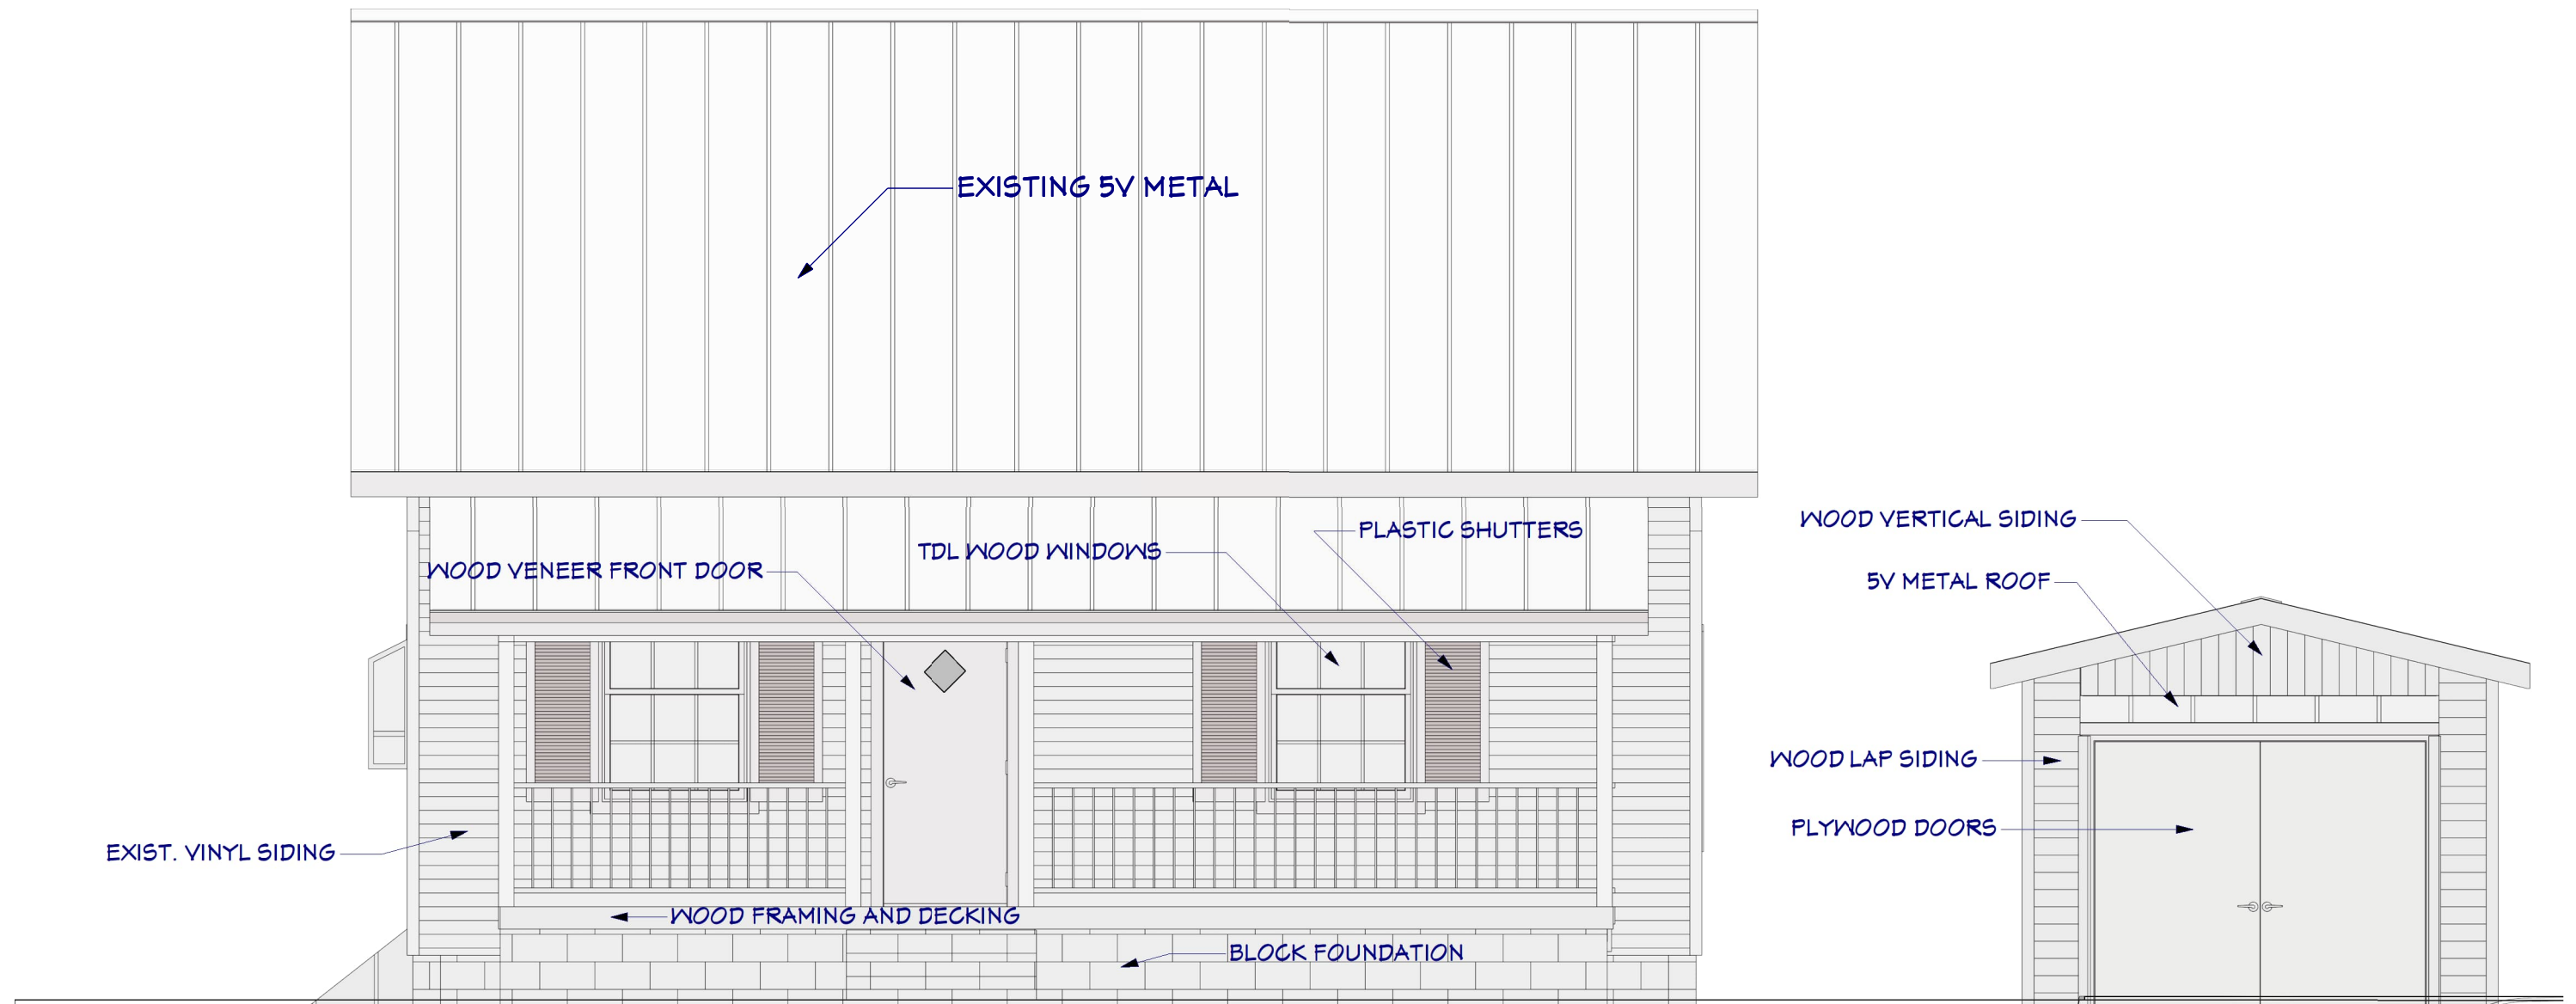 EXISTING 5V METAL
PLASTIC SHUTTERS
TDL WOOD WINDOWS
WOOD VENEER FRONT DOOR
WOOD VERTICAL SIDING
5V METAL ROOF
WOOD LAP SIDING
PLYWOOD DOORS
EXIST. VINYL SIDING
WOOD FRAMING AND DECKING
BLOCK FOUNDATION